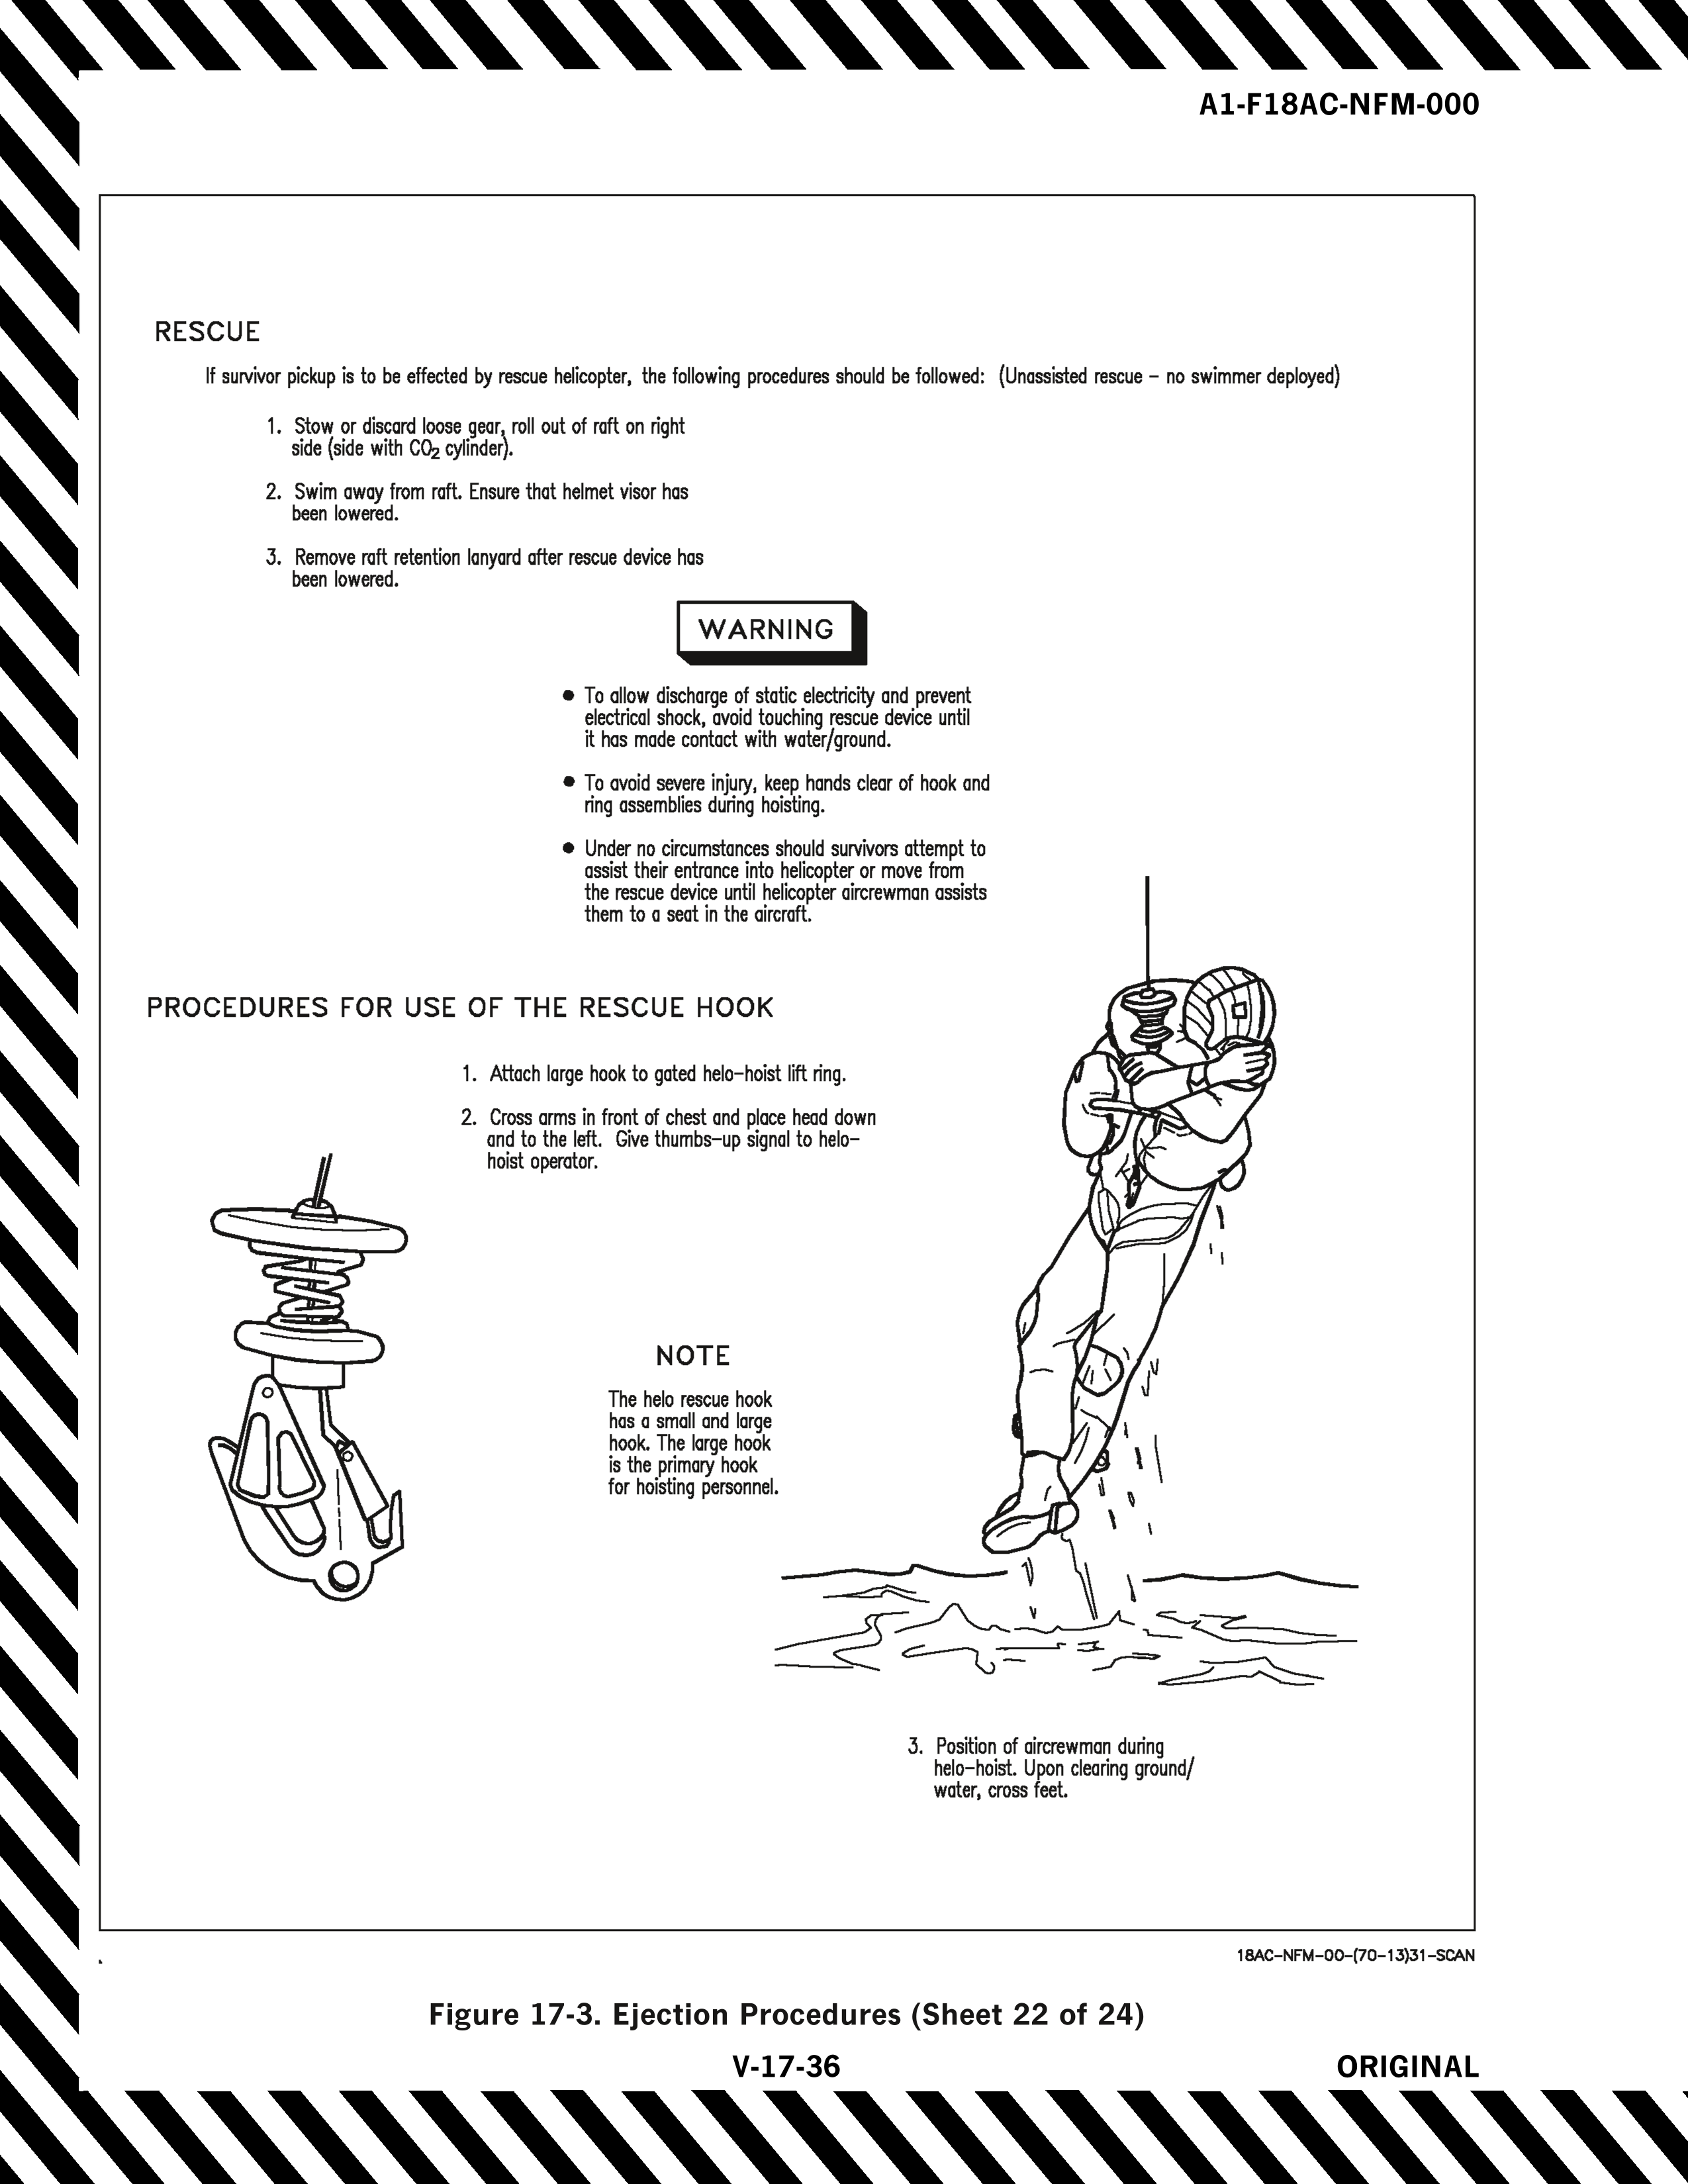 A1-F18AC-NFM-000
RESCUE
If survivor pickup is to be effected by rescue helicopter, the following procedures should be followed: (Unassisted rescue – no swimmer deployed)
1. Stow or discard loose gear, roll out of raft on right
side (side with CO₂ cylinder).
2. Swim away from raft. Ensure that helmet visor has
been lowered.
3. Remove raft retention lanyard after rescue device has
been lowered.
WARNING
● To allow discharge of static electricity and prevent
electrical shock, avoid touching rescue device until
it has made contact with water/ground.
● To avoid severe injury, keep hands clear of hook and
ring assemblies during hoisting.
● Under no circumstances should survivors attempt to
assist their entrance into helicopter or move from
the rescue device until helicopter aircrewman assists
them to a seat in the aircraft.
PROCEDURES FOR USE OF THE RESCUE HOOK
1. Attach large hook to gated helo–hoist lift ring.
2. Cross arms in front of chest and place head down
and to the left. Give thumbs–up signal to helo–
hoist operator.
NOTE
The helo rescue hook
has a small and large
hook. The large hook
is the primary hook
for hoisting personnel.
3. Position of aircrewman during
helo–hoist. Upon clearing ground/
water, cross feet.
18AC–NFM–00–(70–13)31–SCAN
Figure 17-3. Ejection Procedures (Sheet 22 of 24)
V-17-36
ORIGINAL